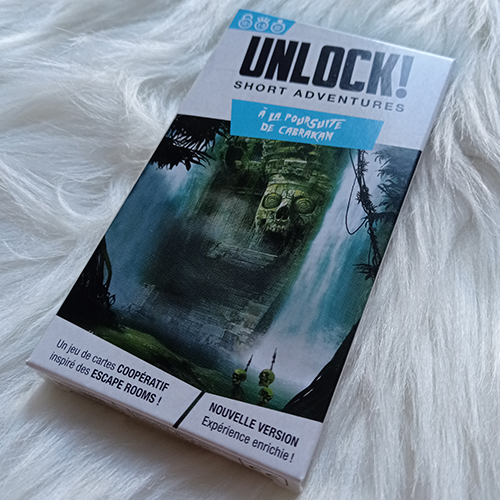 UNLOCK!
SHORT ADVENTURES
À LA POURSUITE
DE CABRAKAN
Un jeu de cartes COOPÉRATIF
inspiré des ESCAPE ROOMS !
NOUVELLE VERSION
Expérience enrichie !